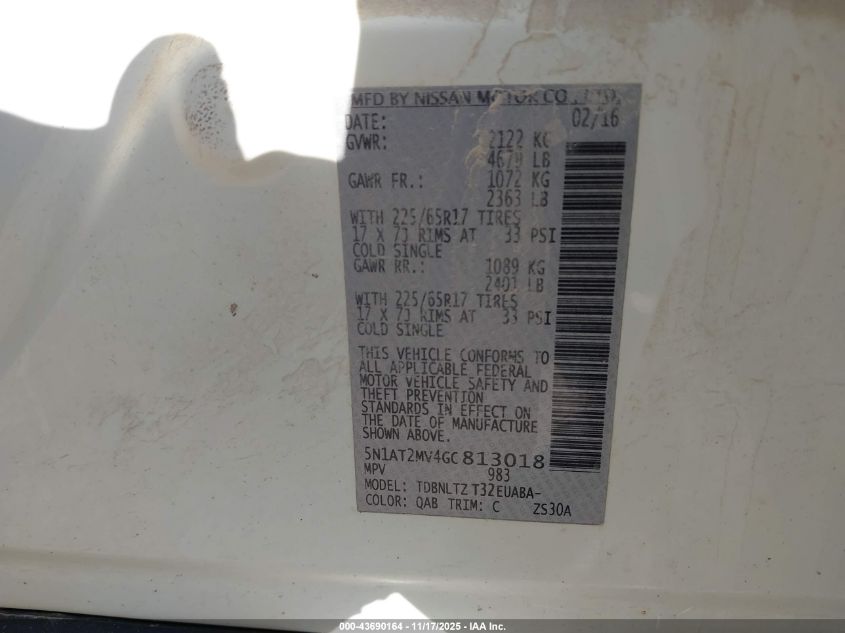 MFD BY NISSAN MOTOR CO., LTD.
DATE: 02/16
GVWR: 2122 KG
4679 LB
GAWR FR.: 1072 KG
2363 LB
WITH 225/65R17 TIRES
17 X 7J RIMS AT 33 PSI
COLD SINGLE
GAWR RR.: 1089 KG
2401 LB
WITH 225/65R17 TIRES
17 X 7J RIMS AT 33 PSI
COLD SINGLE
THIS VEHICLE CONFORMS TO
ALL APPLICABLE FEDERAL
MOTOR VEHICLE SAFETY AND
THEFT PREVENTION
STANDARDS IN EFFECT ON
THE DATE OF MANUFACTURE
SHOWN ABOVE.
5N1AT2MV4GC813018
MPV 983
MODEL: TDBNLTZ T32EUABA-
COLOR: QAB TRIM: C ZS30A
000-43690164 - 11/17/2025 - IAA Inc.